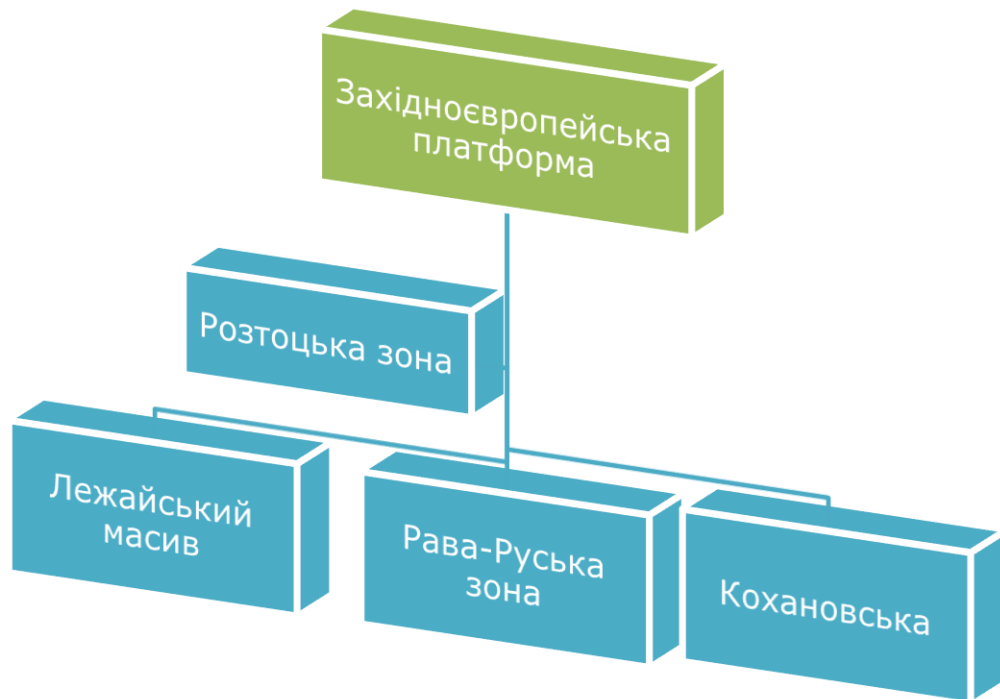 Західноєвропейська
платформа
Розтоцька зона
Лежайський
масив
Рава-Руська
зона
Кохановська